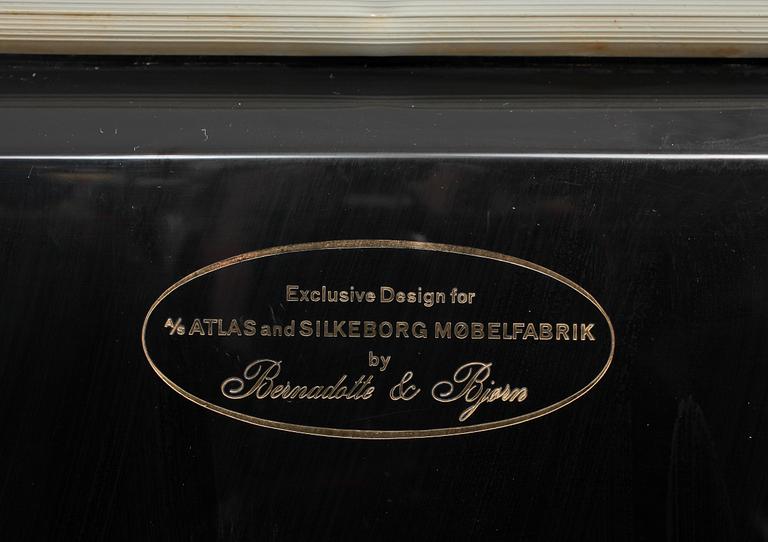 Exclusive Design for
A/S ATLAS and SILKEBORG MØBELFABRIK
by
Bernadotte & Bjørn